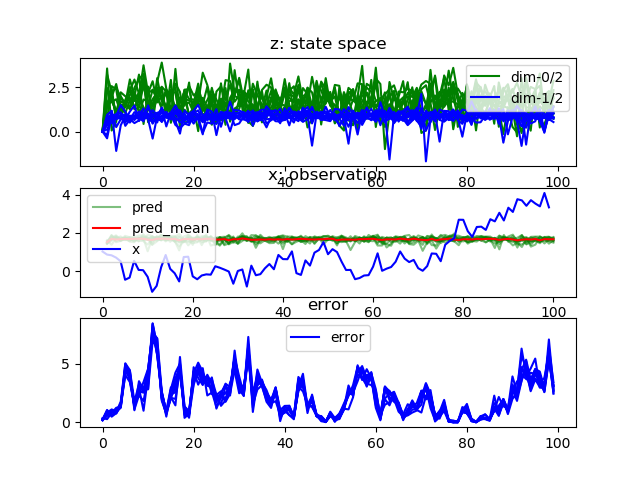 z: state space
2.5
0.0
dim-0/2
dim-1/2
0 20 40 60 80 100
x: observation
4
2
0
pred
pred_mean
x
0 20 40 60 80 100
error
5
0
error
0 20 40 60 80 100